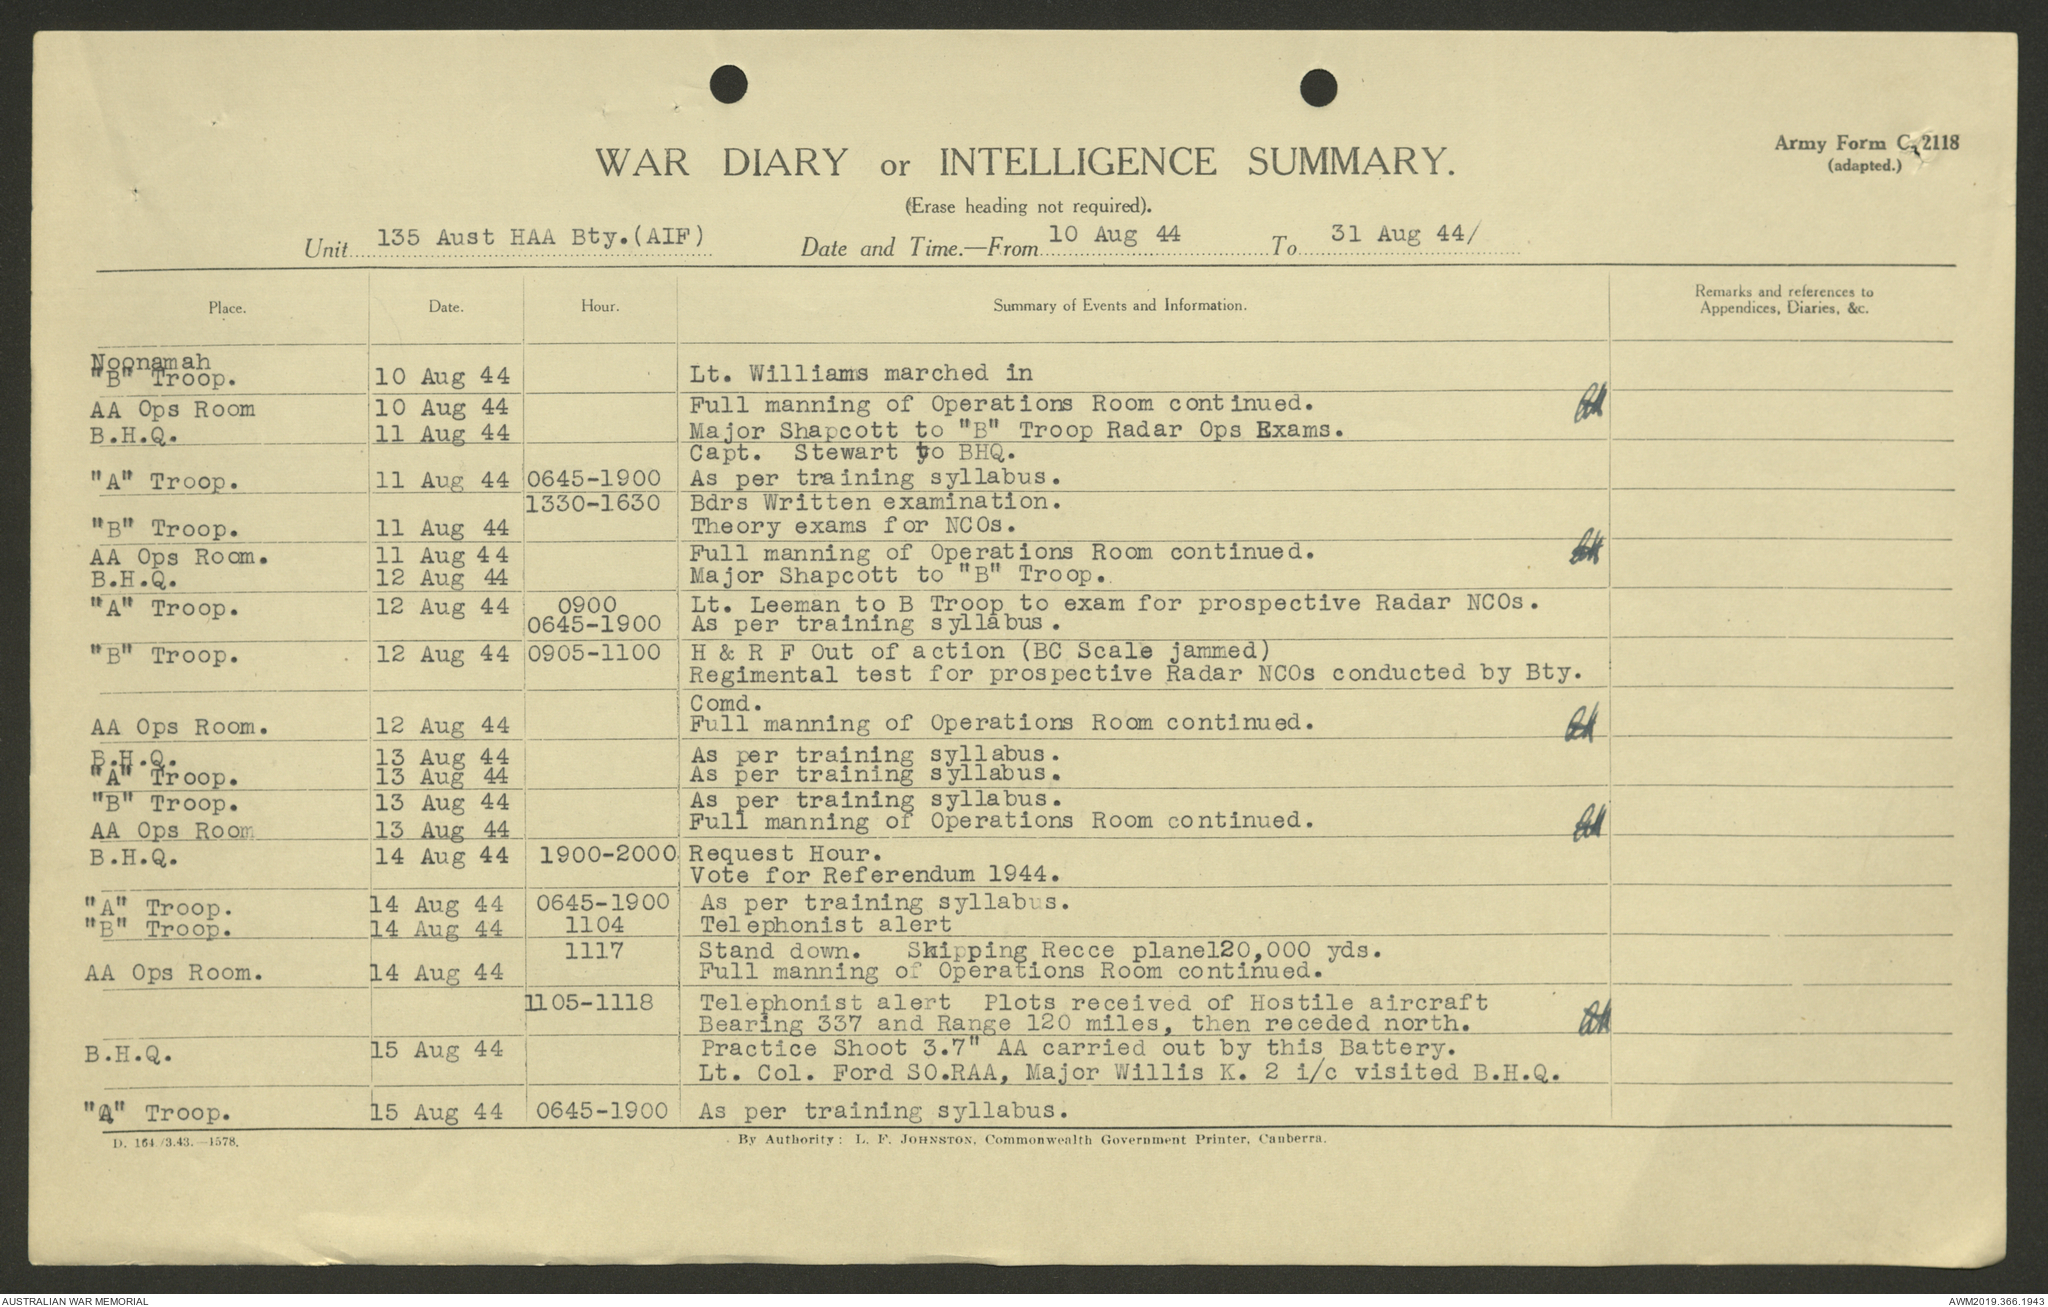 Army Form C. 2118
(adapted.)
WAR DIARY or INTELLIGENCE SUMMARY.
(Erase heading not required).
Unit 135 Aust HAA Bty.(AIF) Date and Time.—From 10 Aug 44 To 31 Aug 44/
Place. Date. Hour. Summary of Events and Information. Remarks and references to
Appendices, Diaries, &c.
Noonamah
"B" Troop. 10 Aug 44 Lt. Williams marched in
AA Ops Room 10 Aug 44 Full manning of Operations Room continued.
B.H.Q. 11 Aug 44 Major Shapcott to "B" Troop Radar Ops Exams.
Capt. Stewart to BHQ.
"A" Troop. 11 Aug 44 0645-1900 As per training syllabus.
1330-1630 Bdrs Written examination.
"B" Troop. 11 Aug 44 Theory exams for NCOs.
AA Ops Room. 11 Aug 44 Full manning of Operations Room continued.
B.H.Q. 12 Aug 44 Major Shapcott to "B" Troop.
"A" Troop. 12 Aug 44 0900 Lt. Leeman to B Troop to exam for prospective Radar NCOs.
0645-1900 As per training syllabus.
"B" Troop. 12 Aug 44 0905-1100 H & R F Out of action (BC Scale jammed)
Regimental test for prospective Radar NCOs conducted by Bty.
Comd.
AA Ops Room. 12 Aug 44 Full manning of Operations Room continued.
B.H.Q. 13 Aug 44 As per training syllabus.
"A" Troop. 13 Aug 44 As per training syllabus.
"B" Troop. 13 Aug 44 As per training syllabus.
AA Ops Room 13 Aug 44 Full manning of Operations Room continued.
B.H.Q. 14 Aug 44 1900-2000 Request Hour.
Vote for Referendum 1944.
"A" Troop. 14 Aug 44 0645-1900 As per training syllabus.
"B" Troop. 14 Aug 44 1104 Telephonist alert
1117 Stand down. Skipping Recce plane120,000 yds.
AA Ops Room. 14 Aug 44 Full manning of Operations Room continued.
1105-1118 Telephonist alert Plots received of Hostile aircraft
Bearing 337 and Range 120 miles, then receded north.
B.H.Q. 15 Aug 44 Practice Shoot 3.7" AA carried out by this Battery.
Lt. Col. Ford SO.RAA, Major Willis K. 2 i/c visited B.H.Q.
"A" Troop. 15 Aug 44 0645-1900 As per training syllabus.
D. 164/3.43.—1578. By Authority: L. F. JOHNSTON, Commonwealth Government Printer, Canberra.
AUSTRALIAN WAR MEMORIAL AWM2019.366.1943